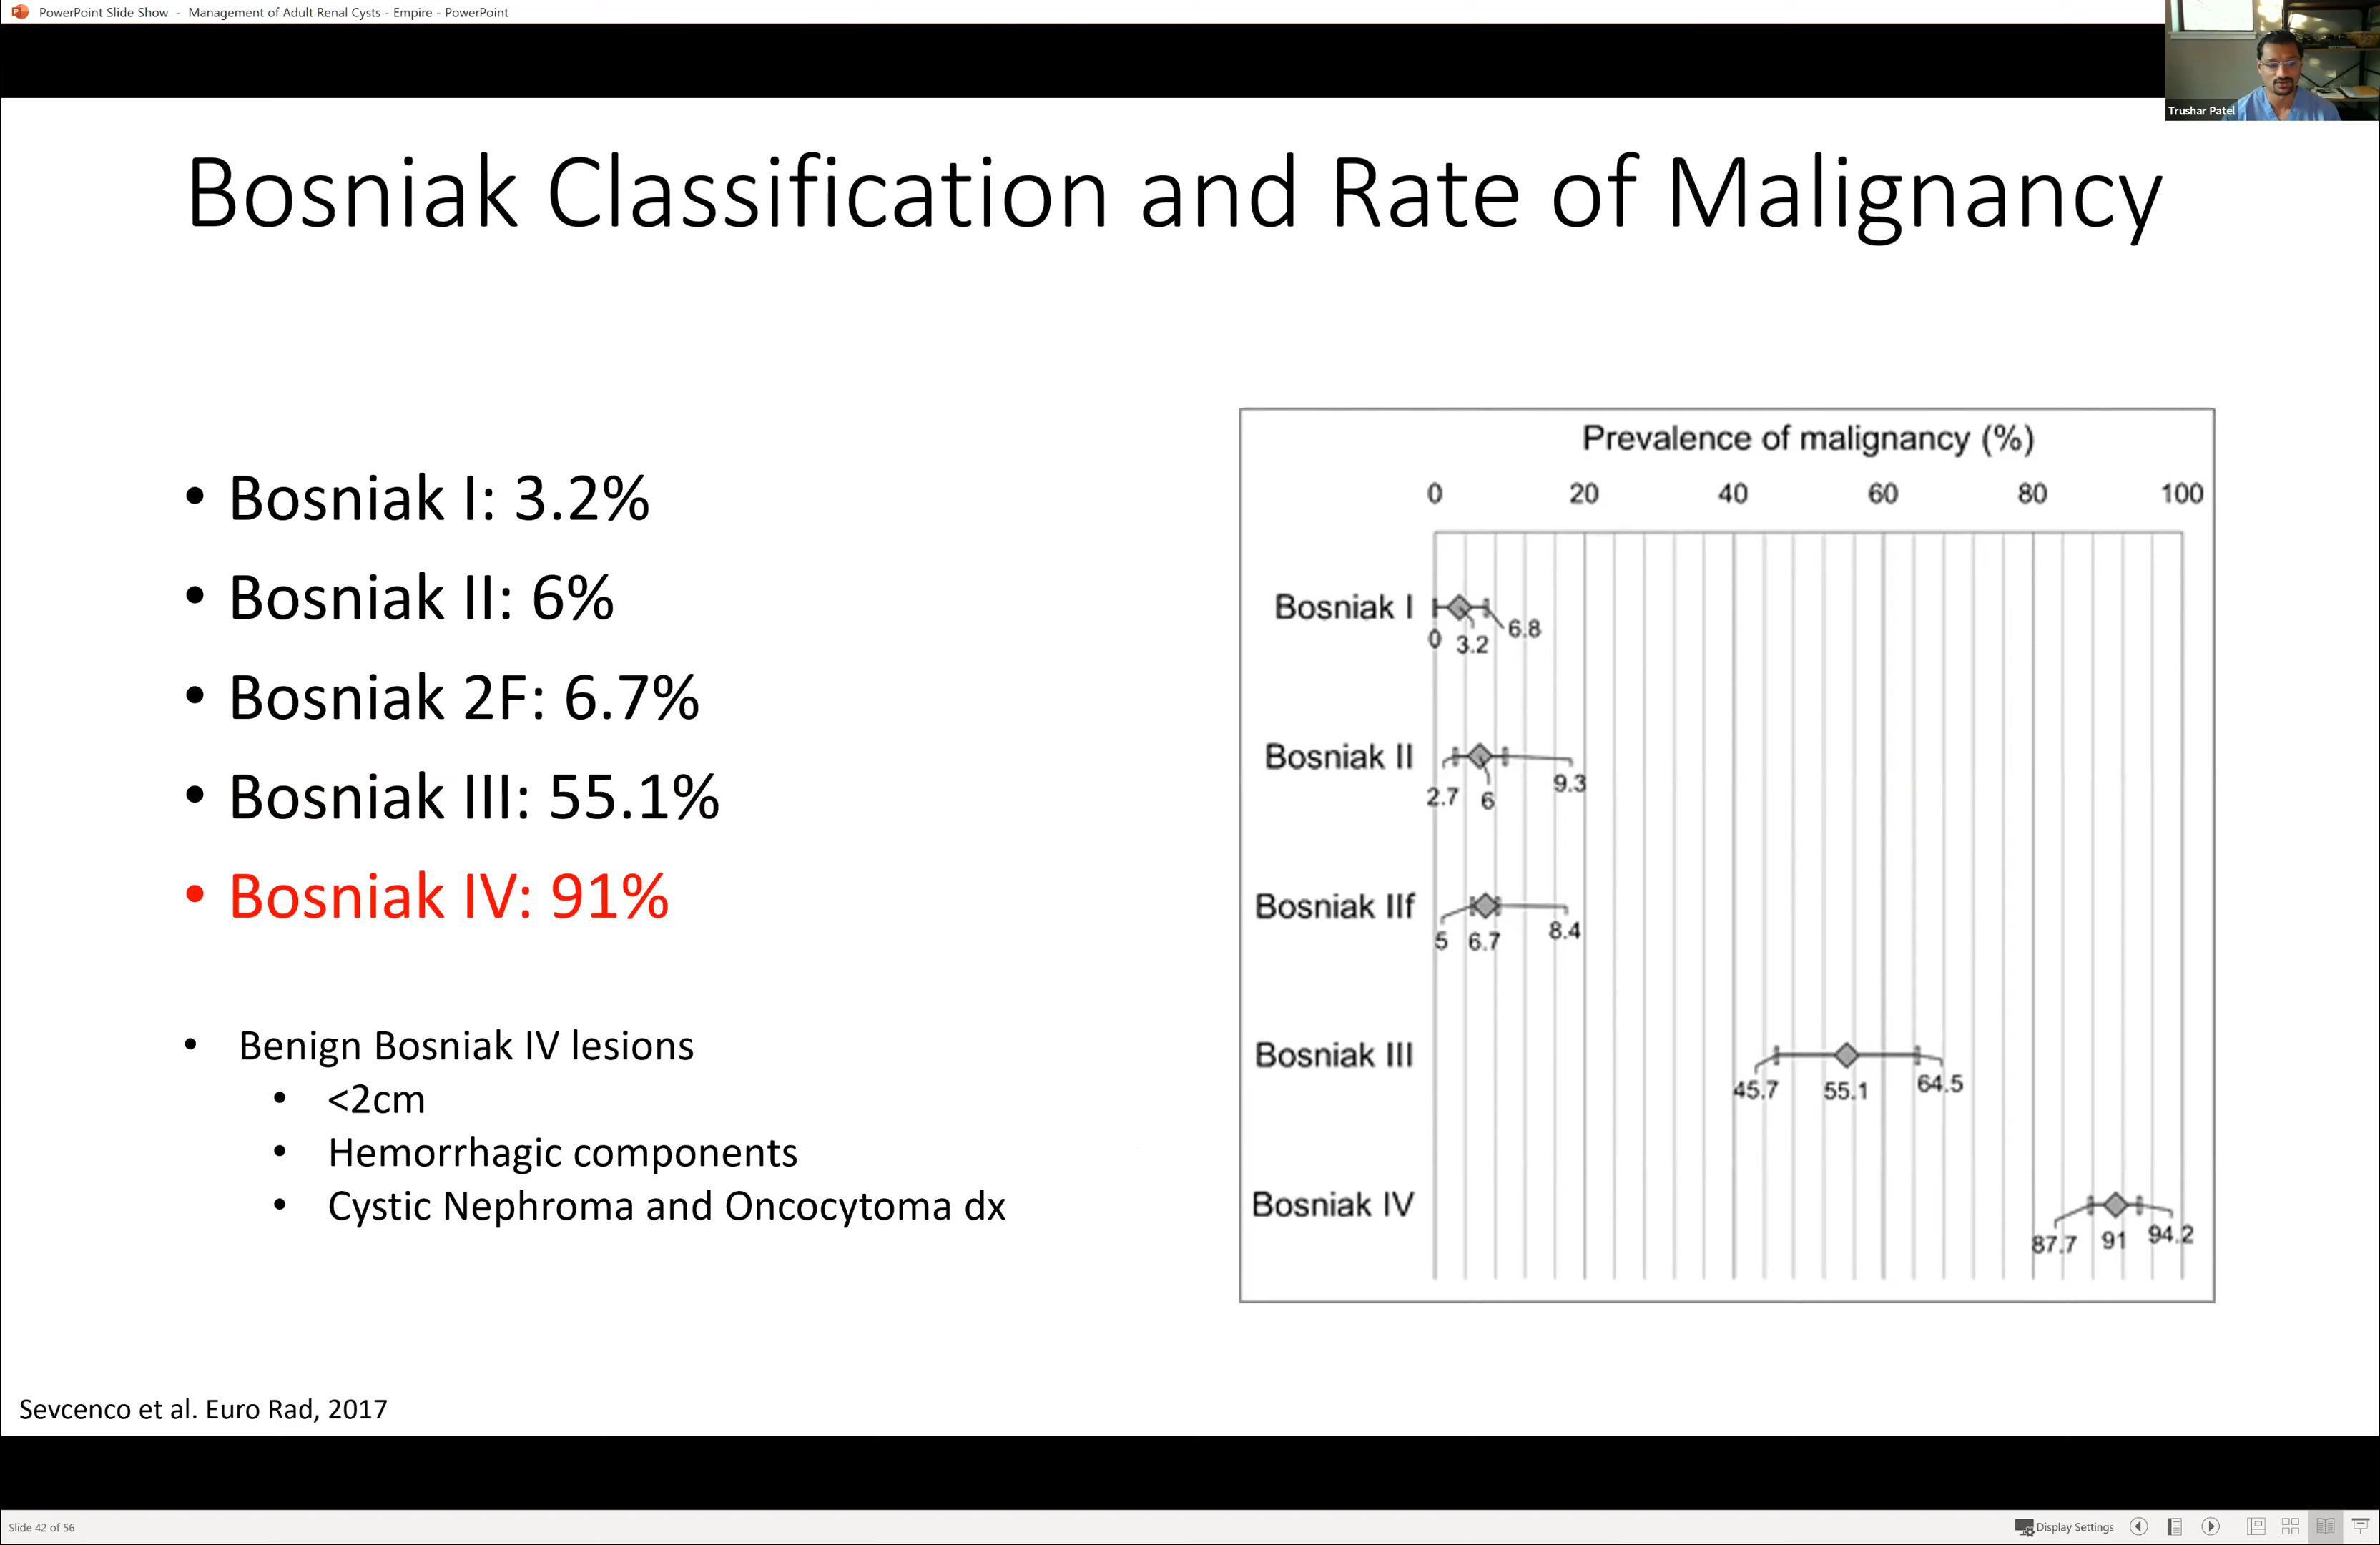 PowerPoint Slide Show - Management of Adult Renal Cysts - Empire - PowerPoint
Trushar Patel
Bosniak Classification and Rate of Malignancy
• Bosniak I: 3.2%
• Bosniak II: 6%
• Bosniak 2F: 6.7%
• Bosniak III: 55.1%
• Bosniak IV: 91%
• Benign Bosniak IV lesions
• <2cm
• Hemorrhagic components
• Cystic Nephroma and Oncocytoma dx
Prevalence of malignancy (%)
0 20 40 60 80 100
Bosniak I
0 3.2 6.8
Bosniak II
2.7 6 9.3
Bosniak IIf
5 6.7 8.4
Bosniak III
45.7 55.1 64.5
Bosniak IV
87.7 91 94.2
Sevcenco et al. Euro Rad, 2017
Slide 42 of 56
Display Settings